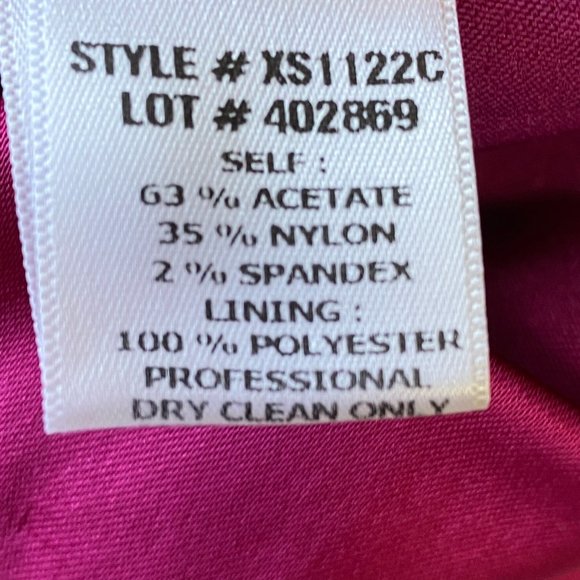 STYLE # XS1122C
LOT # 402869
SELF :
63 % ACETATE
35 % NYLON
2 % SPANDEX
LINING :
100 % POLYESTER
PROFESSIONAL
DRY CLEAN ONLY